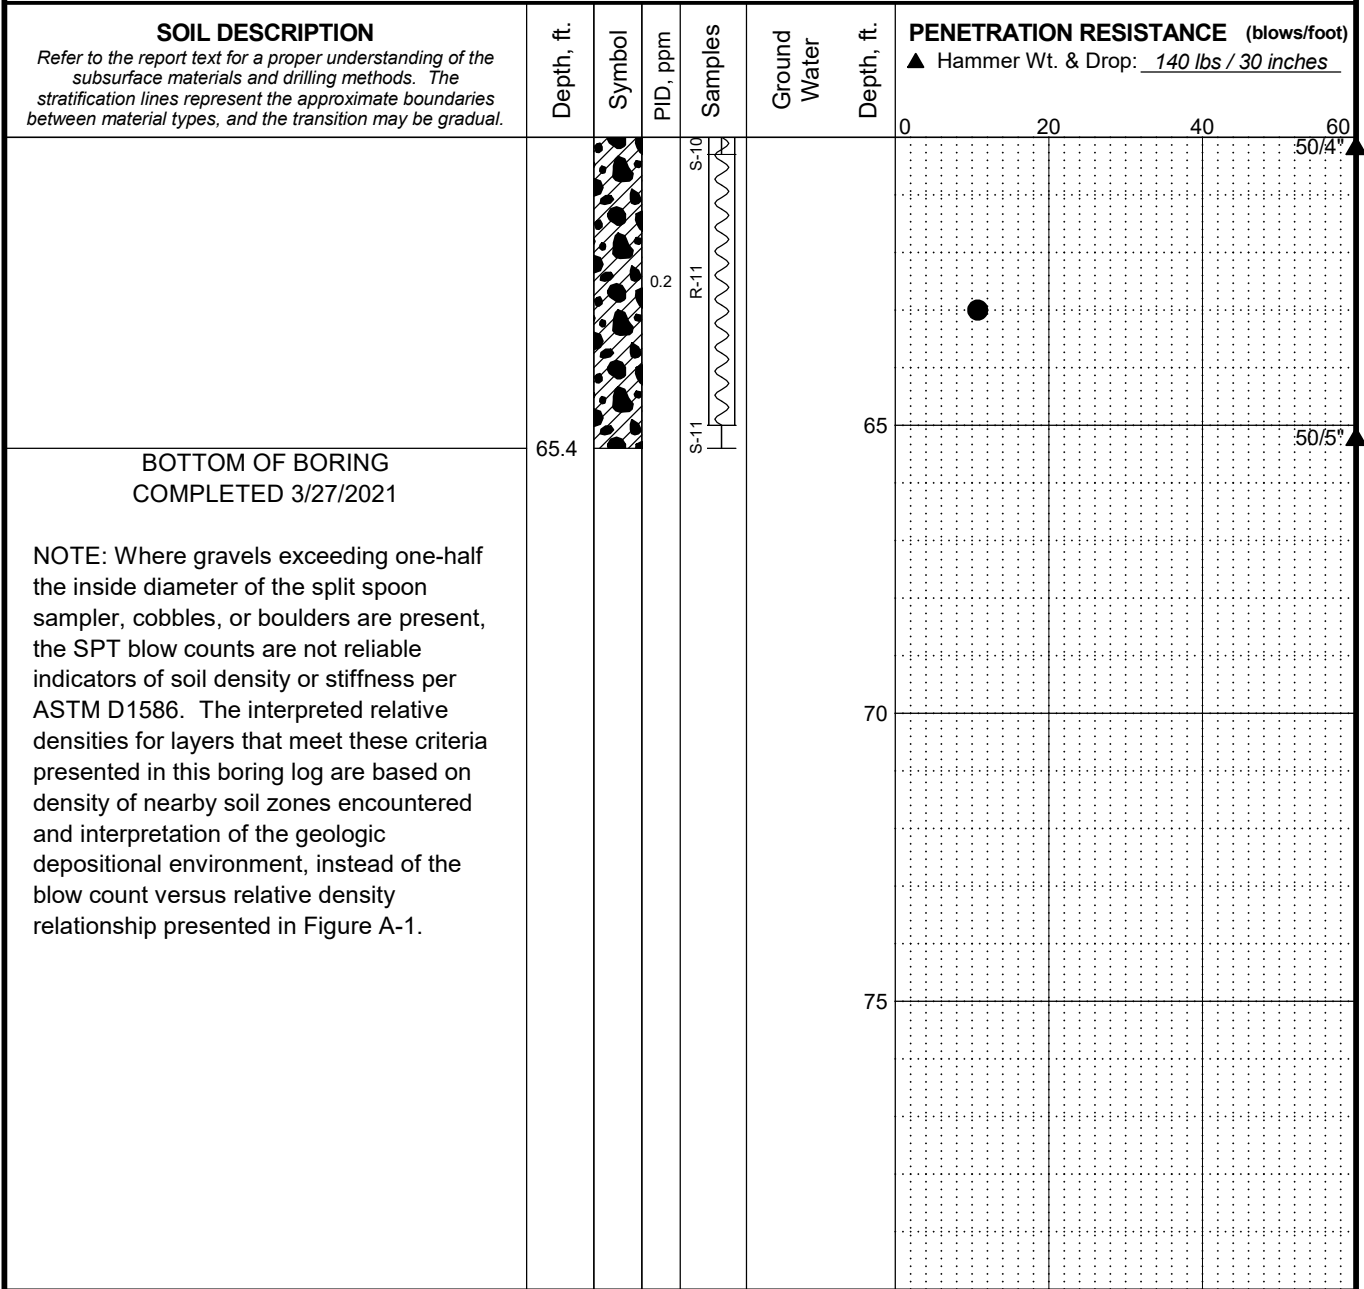 SOIL DESCRIPTION
Refer to the report text for a proper understanding of the
subsurface materials and drilling methods. The
stratification lines represent the approximate boundaries
between material types, and the transition may be gradual.
Depth, ft.
Symbol
PID, ppm
Samples
Ground
Water
Depth, ft.
PENETRATION RESISTANCE (blows/foot)
▲ Hammer Wt. & Drop: 140 lbs / 30 inches
0 20 40 60
S-10
50/4"
0.2
R-11
65
S-11
50/5"
65.4
BOTTOM OF BORING
COMPLETED 3/27/2021
NOTE: Where gravels exceeding one-half
the inside diameter of the split spoon
sampler, cobbles, or boulders are present,
the SPT blow counts are not reliable
indicators of soil density or stiffness per
ASTM D1586. The interpreted relative
densities for layers that meet these criteria
presented in this boring log are based on
density of nearby soil zones encountered
and interpretation of the geologic
depositional environment, instead of the
blow count versus relative density
relationship presented in Figure A-1.
70
75